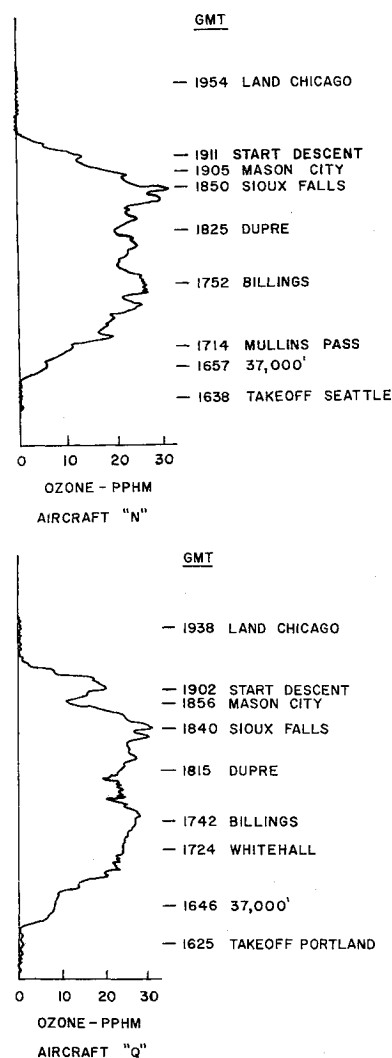 GMT
1954 LAND CHICAGO
1911 START DESCENT
1905 MASON CITY
1850 SIOUX FALLS
1825 DUPRE
1752 BILLINGS
1714 MULLINS PASS
1657 37,000'
1638 TAKEOFF SEATTLE
0 10 20 30
OZONE - PPHM
AIRCRAFT "N"
GMT
1938 LAND CHICAGO
1902 START DESCENT
1856 MASON CITY
1840 SIOUX FALLS
1815 DUPRE
1742 BILLINGS
1724 WHITEHALL
1646 37,000'
1625 TAKEOFF PORTLAND
0 10 20 30
OZONE - PPHM
AIRCRAFT "Q"